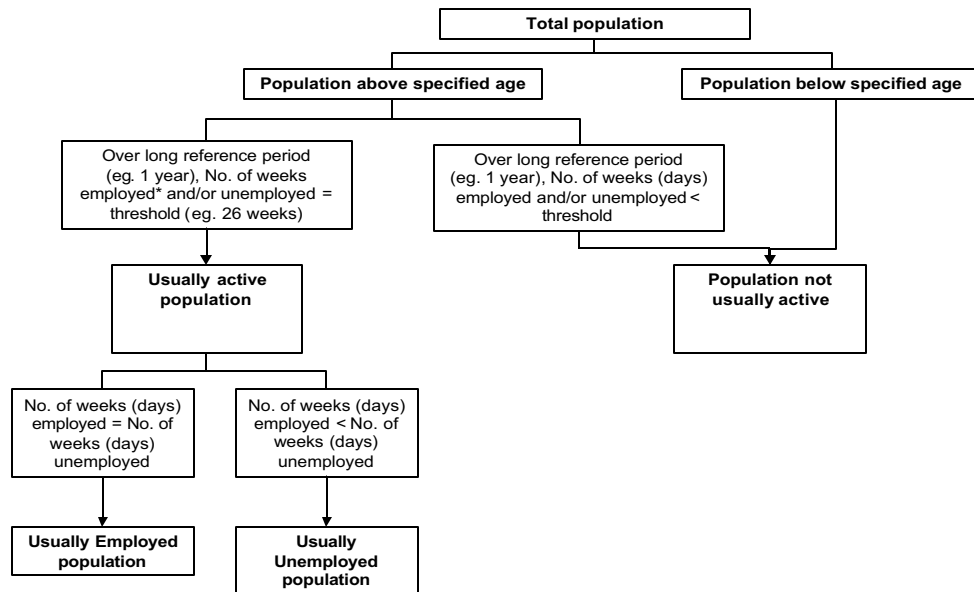 Total population
Population above specified age
Population below specified age
Over long reference period
(eg. 1 year), No. of weeks
employed* and/or unemployed =
threshold (eg. 26 weeks)
Over long reference period
(eg. 1 year), No. of weeks (days)
employed and/or unemployed <
threshold
Usually active
population
Population not
usually active
No. of weeks (days)
employed = No. of
weeks (days)
unemployed
No. of weeks (days)
employed < No. of
weeks (days)
unemployed
Usually Employed
population
Usually
Unemployed
population